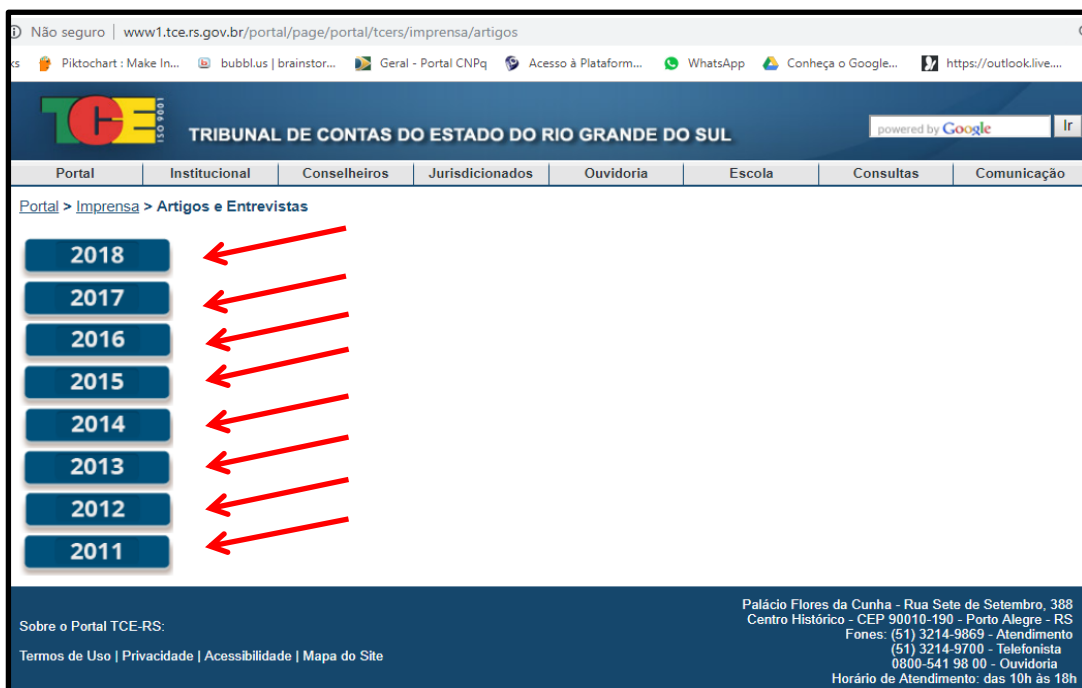 Não seguro | www1.tce.rs.gov.br/portal/page/portal/tcers/imprensa/artigos
Piktochart : Make In... bubbl.us | brainstor... Geral - Portal CNPq Acesso à Plataform... WhatsApp Conheça o Google... https://outlook.live....
TCE ISO 9001
TRIBUNAL DE CONTAS DO ESTADO DO RIO GRANDE DO SUL powered by Google Ir
Portal Institucional Conselheiros Jurisdicionados Ouvidoria Escola Consultas Comunicação
Portal > Imprensa > Artigos e Entrevistas
2018
2017
2016
2015
2014
2013
2012
2011
Sobre o Portal TCE-RS:
Termos de Uso | Privacidade | Acessibilidade | Mapa do Site
Palácio Flores da Cunha - Rua Sete de Setembro, 388
Centro Histórico - CEP 90010-190 - Porto Alegre - RS
Fones: (51) 3214-9869 - Atendimento
(51) 3214-9700 - Telefonista
0800-541 98 00 - Ouvidoria
Horário de Atendimento: das 10h às 18h